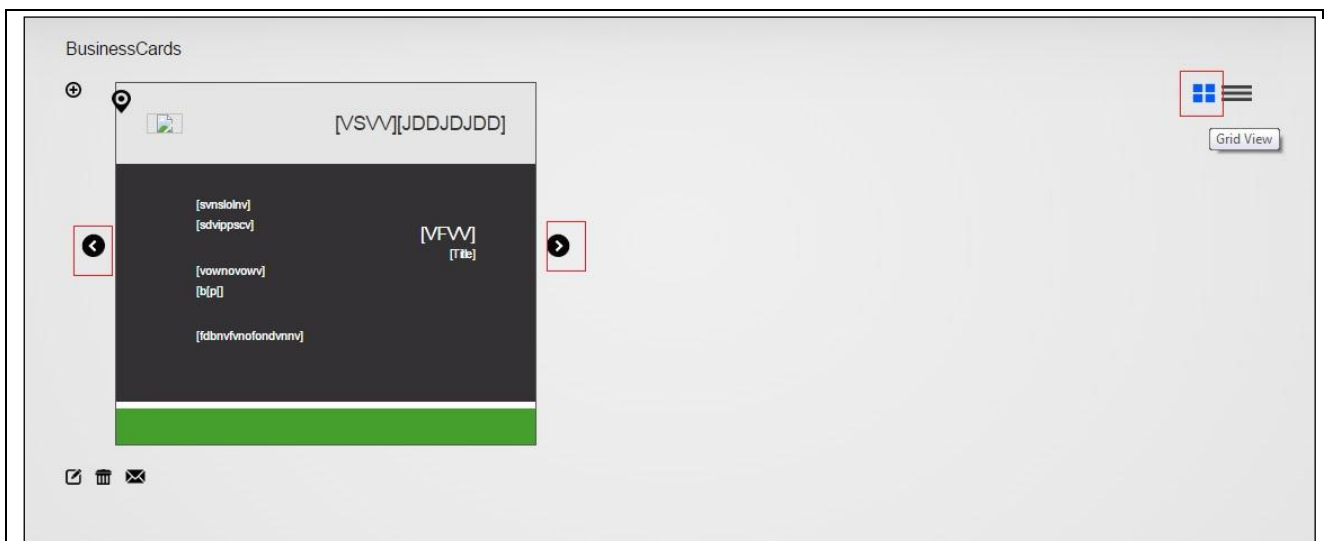 BusinessCards
[VSVV][JDDJDJDD]
Grid View
[svnslolnv]
[sdvippscv]
[VFVV]
[Title]
[vownovowv]
[b[p[]
[fdbnvfvnofondvnnv]